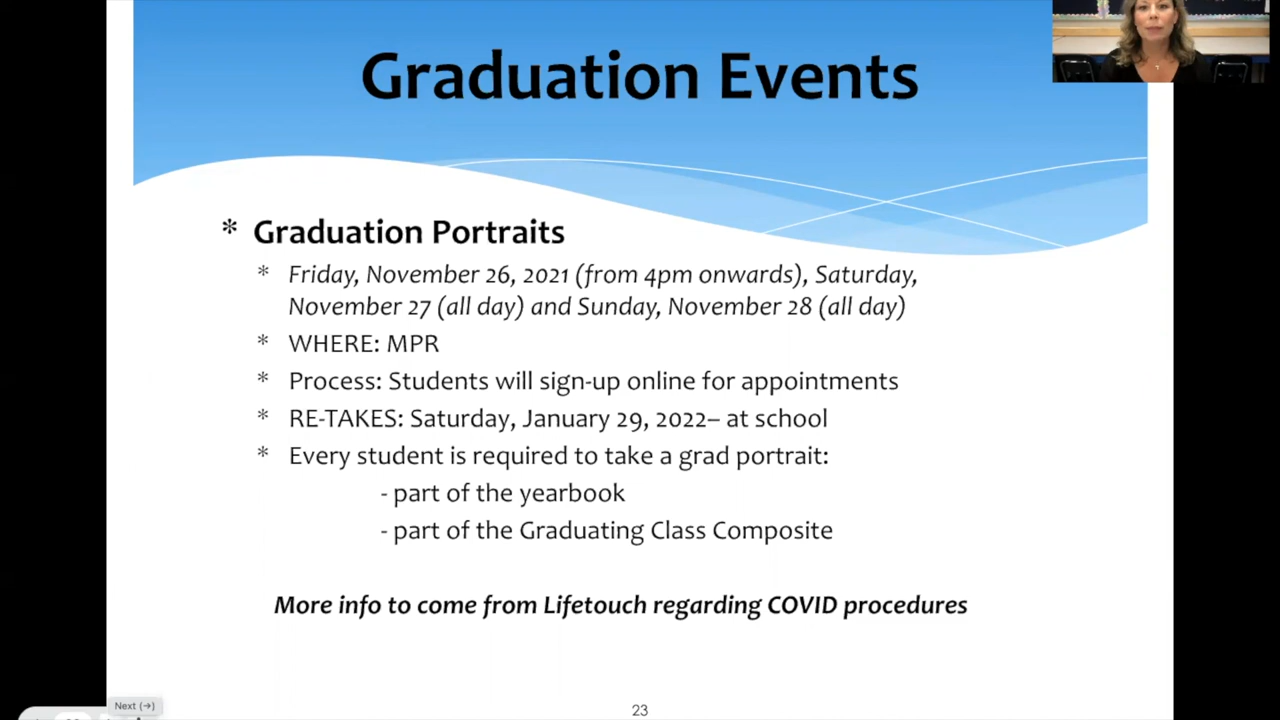 Graduation Events
* Graduation Portraits
* Friday, November 26, 2021 (from 4pm onwards), Saturday,
November 27 (all day) and Sunday, November 28 (all day)
* WHERE: MPR
* Process: Students will sign-up online for appointments
* RE-TAKES: Saturday, January 29, 2022– at school
* Every student is required to take a grad portrait:
- part of the yearbook
- part of the Graduating Class Composite
More info to come from Lifetouch regarding COVID procedures
Next (→)
23